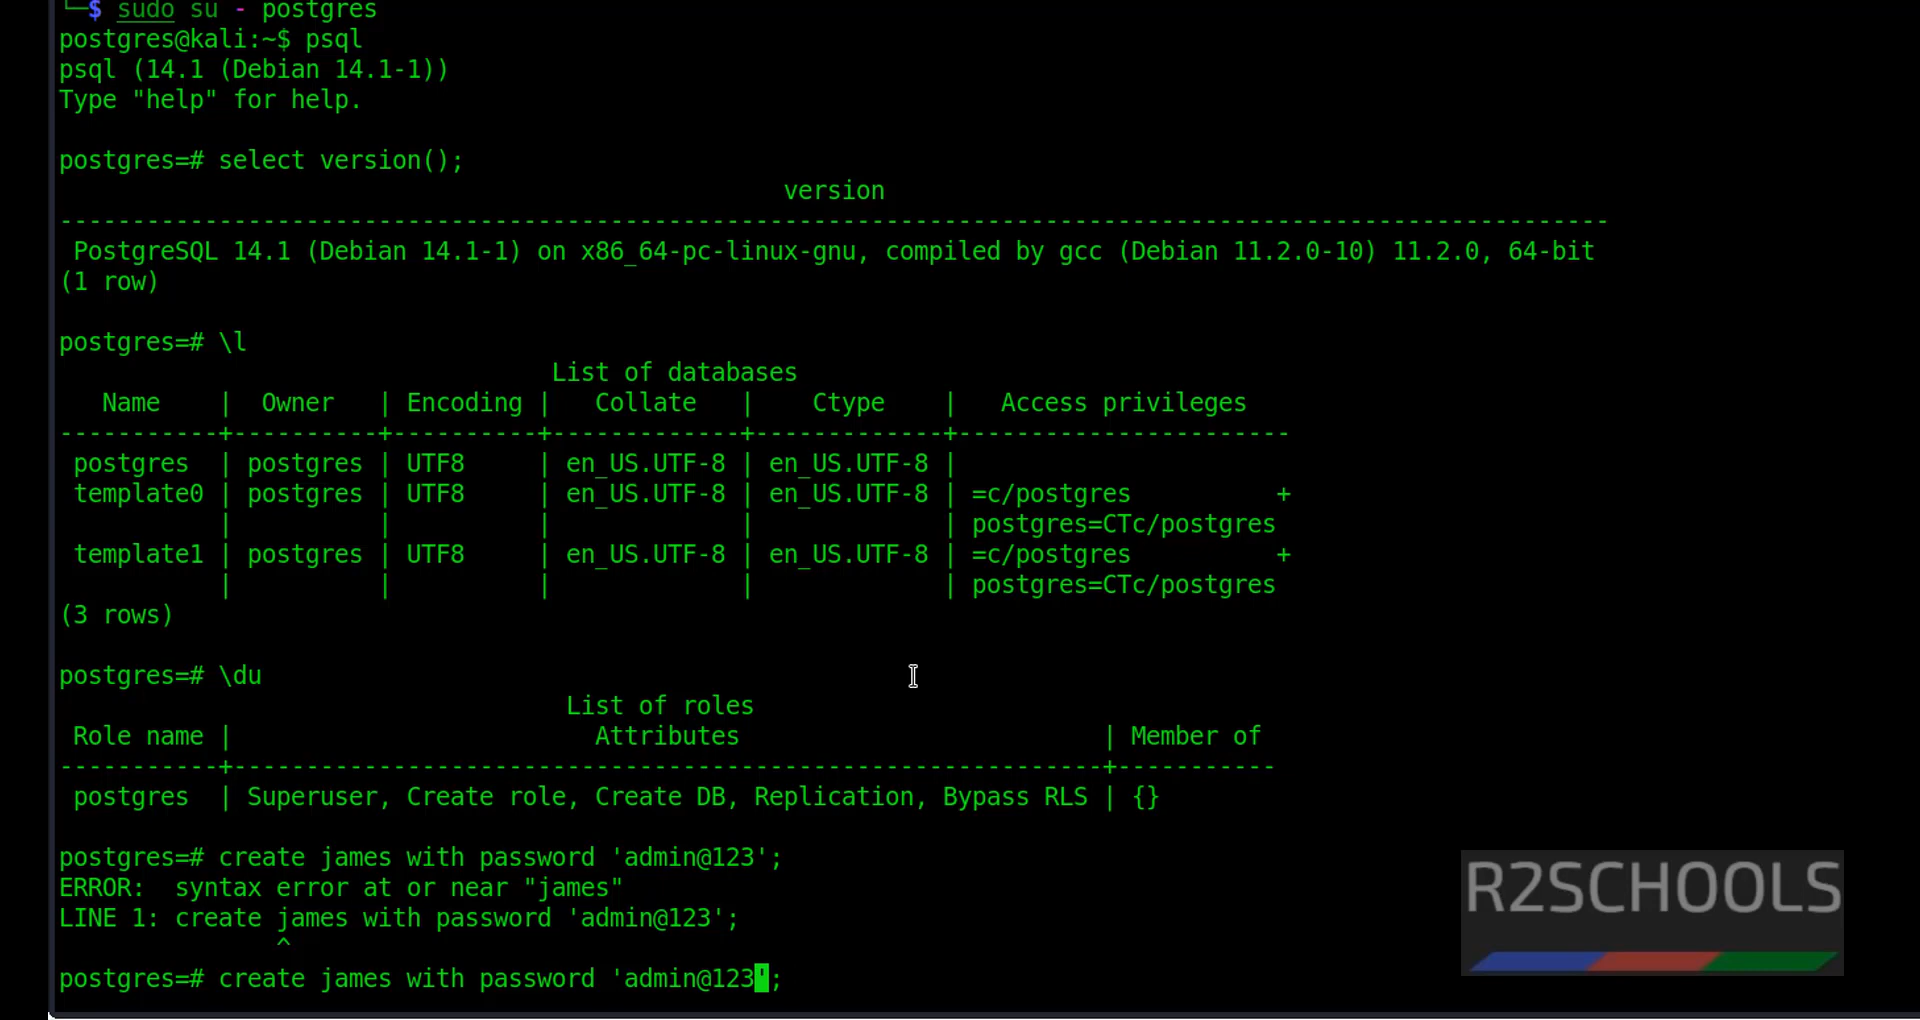 └─$ sudo su - postgres
postgres@kali:~$ psql
psql (14.1 (Debian 14.1-1))
Type "help" for help.

postgres=# select version();
                                                  version
-----------------------------------------------------------------------------------------------------------
 PostgreSQL 14.1 (Debian 14.1-1) on x86_64-pc-linux-gnu, compiled by gcc (Debian 11.2.0-10) 11.2.0, 64-bit
(1 row)

postgres=# \l
                                  List of databases
   Name    |  Owner   | Encoding |   Collate   |    Ctype    |   Access privileges
-----------+----------+----------+-------------+-------------+-----------------------
 postgres  | postgres | UTF8     | en_US.UTF-8 | en_US.UTF-8 |
 template0 | postgres | UTF8     | en_US.UTF-8 | en_US.UTF-8 | =c/postgres          +
           |          |          |             |             | postgres=CTc/postgres
 template1 | postgres | UTF8     | en_US.UTF-8 | en_US.UTF-8 | =c/postgres          +
           |          |          |             |             | postgres=CTc/postgres
(3 rows)

postgres=# \du
                                   List of roles
 Role name |                         Attributes                         | Member of
-----------+------------------------------------------------------------+-----------
 postgres  | Superuser, Create role, Create DB, Replication, Bypass RLS | {}

postgres=# create james with password 'admin@123';
ERROR:  syntax error at or near "james"
LINE 1: create james with password 'admin@123';
               ^
postgres=# create james with password 'admin@123';
R2SCHOOLS